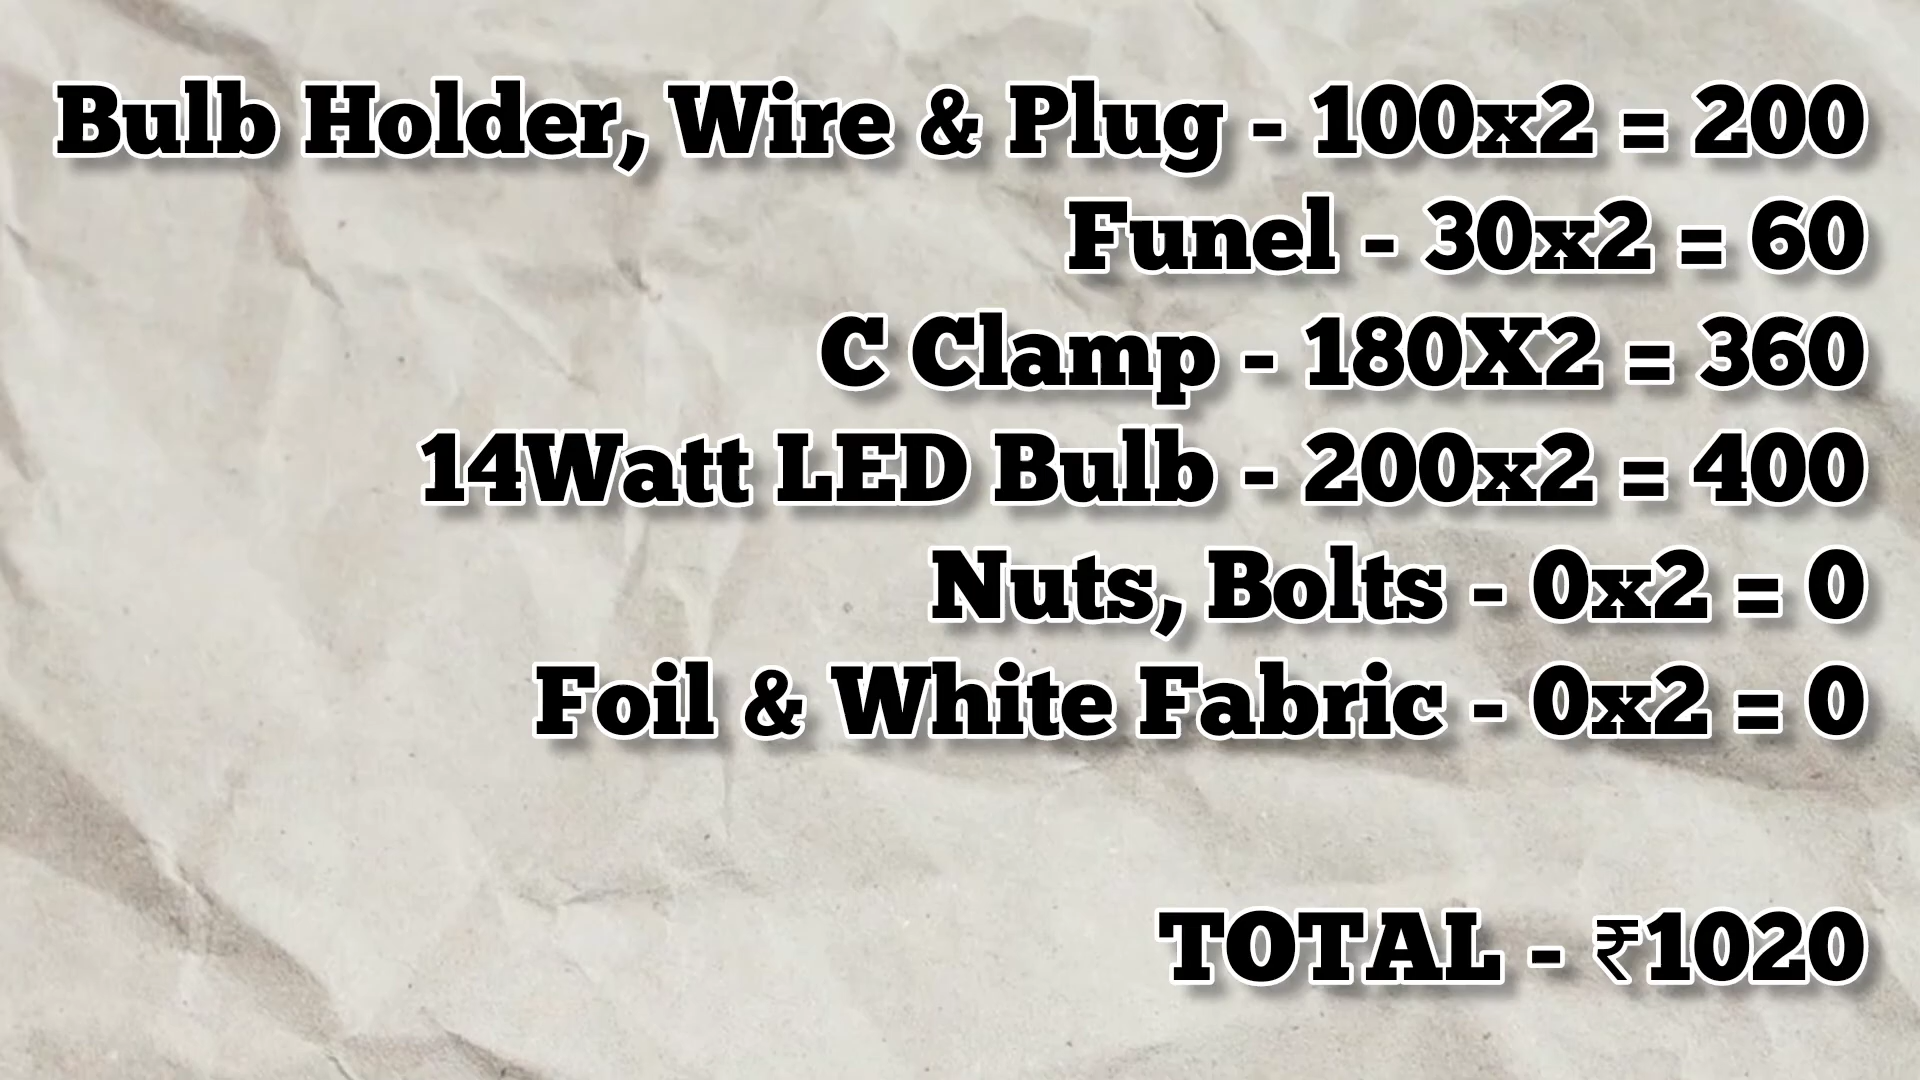 Bulb Holder, Wire & Plug - 100x2 = 200
Funel - 30x2 = 60
C Clamp - 180X2 = 360
14Watt LED Bulb - 200x2 = 400
Nuts, Bolts - 0x2 = 0
Foil & White Fabric - 0x2 = 0
TOTAL - ₹1020